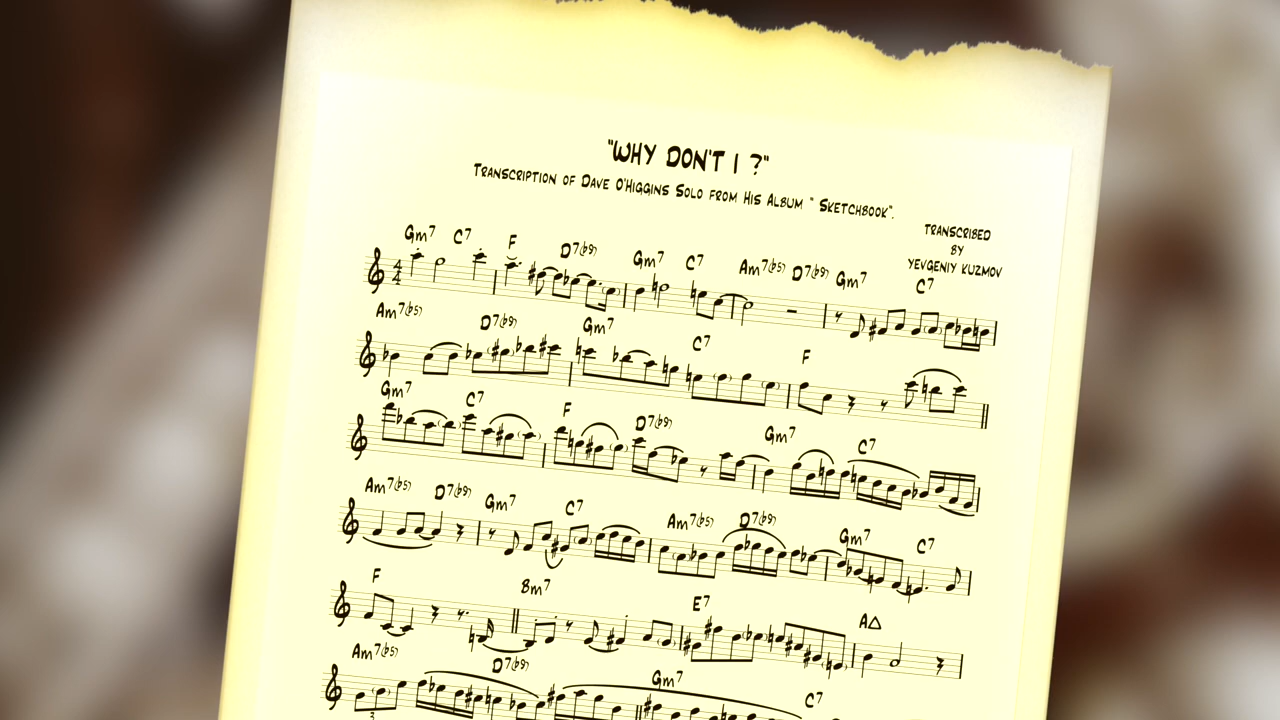 "WHY DON'T I ?"
TRANSCRIPTION OF DAVE O'HIGGINS SOLO FROM HIS ALBUM " SKETCHBOOK".
TRANSCRIBED
BY
YEVGENIY KUZMOV
Gm7 C7 F D7(b9) Gm7 C7 Am7(b5) D7(b9) Gm7 C7
4
4
Am7(b5) D7(b9) Gm7 C7 F
Gm7 C7 F D7(b9) Gm7 C7
Am7(b5) D7(b9) Gm7 C7 Am7(b5) D7(b9) Gm7 C7
F Bm7 E7 A△
Am7(b5) D7(b9) Gm7 C7
3